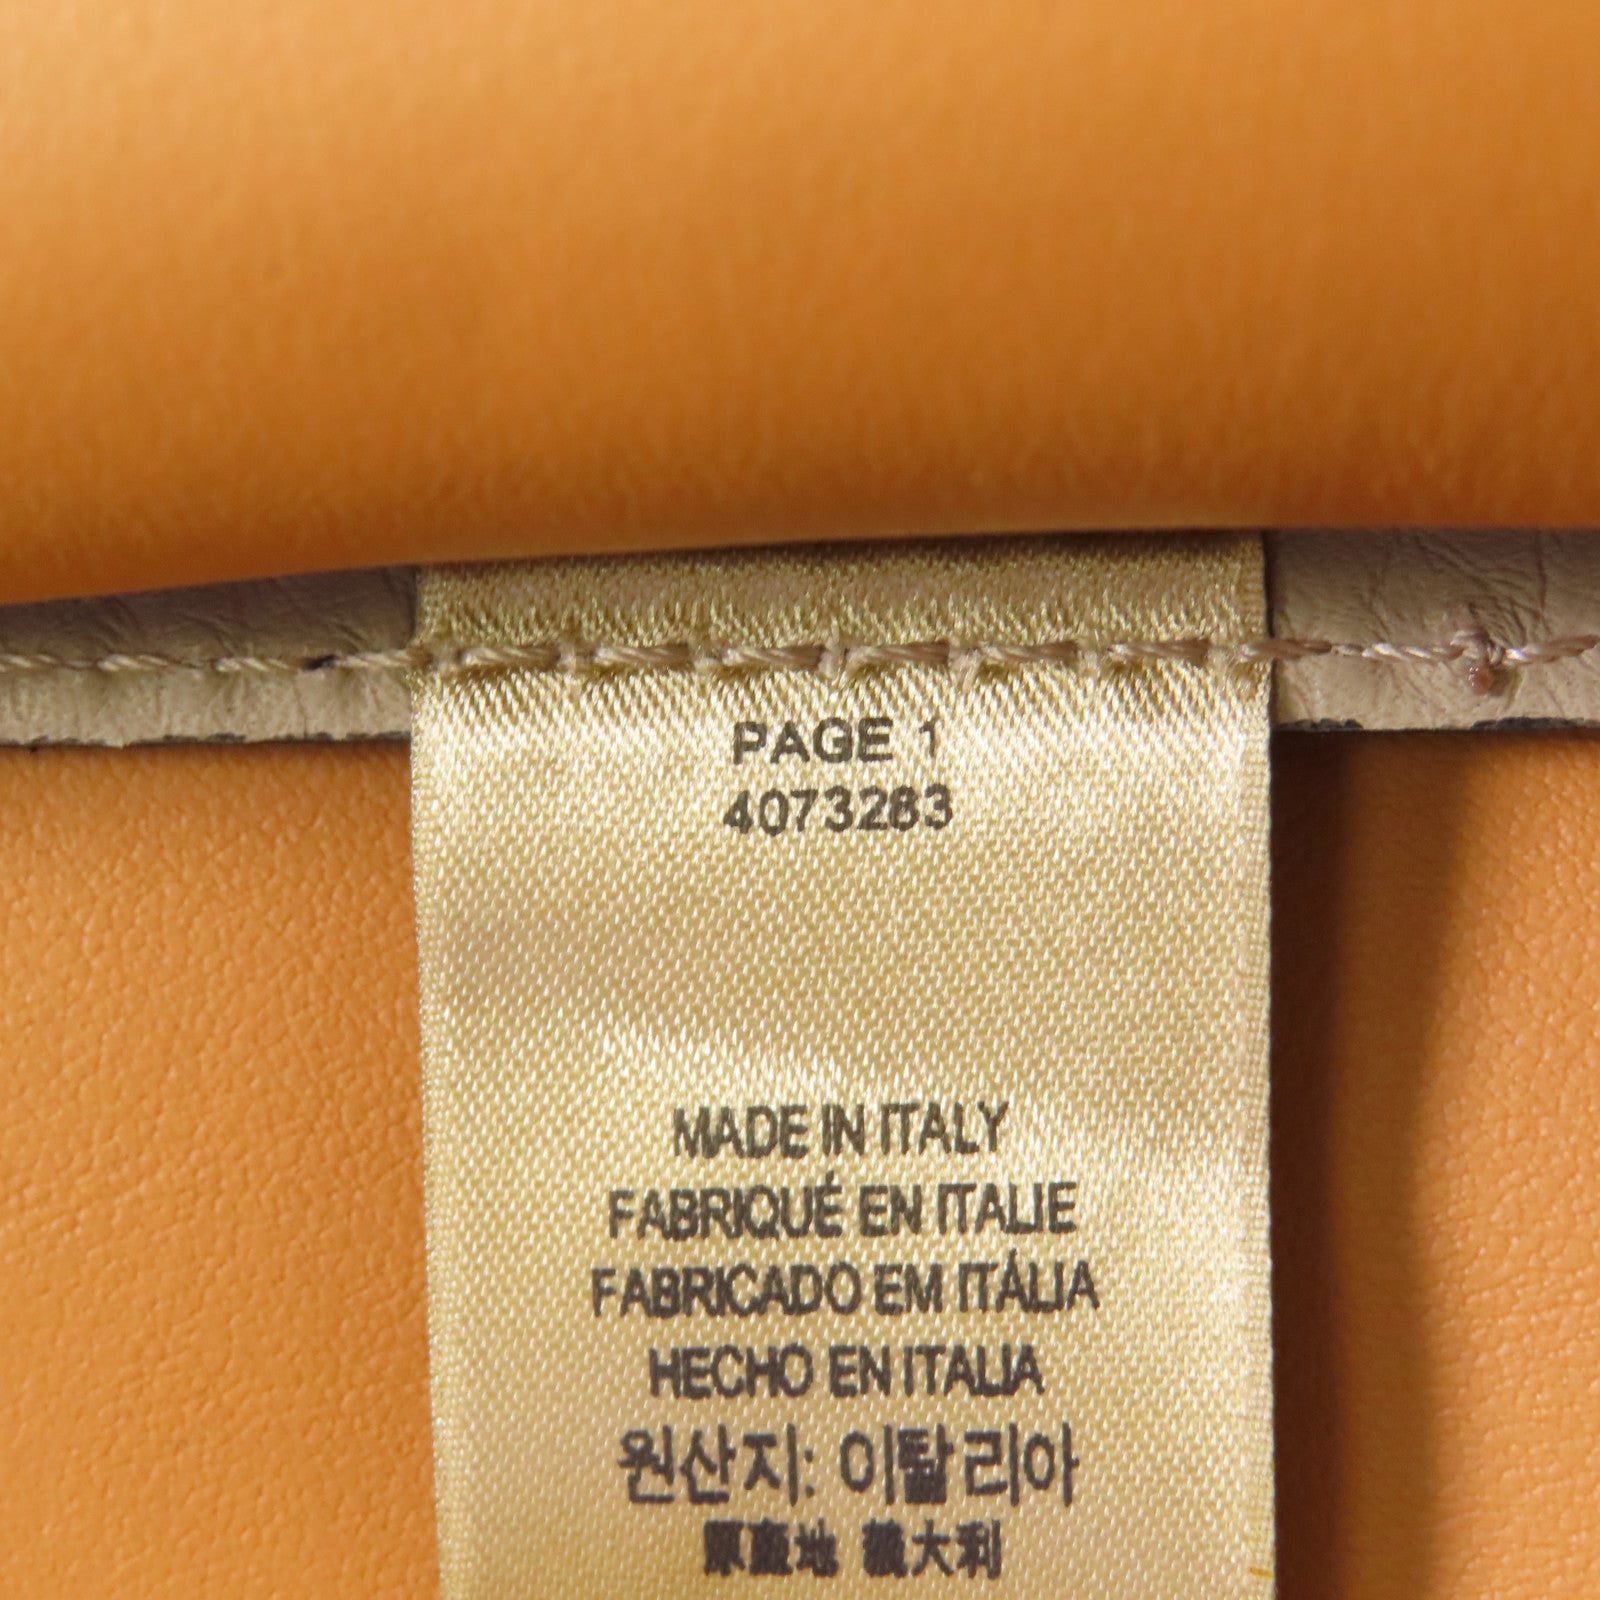 PAGE 1
4073283
MADE IN ITALY
FABRIQUÉ EN ITALIE
FABRICADO EM ITÁLIA
HECHO EN ITALIA
원산지: 이탈리아
原產地 義大利